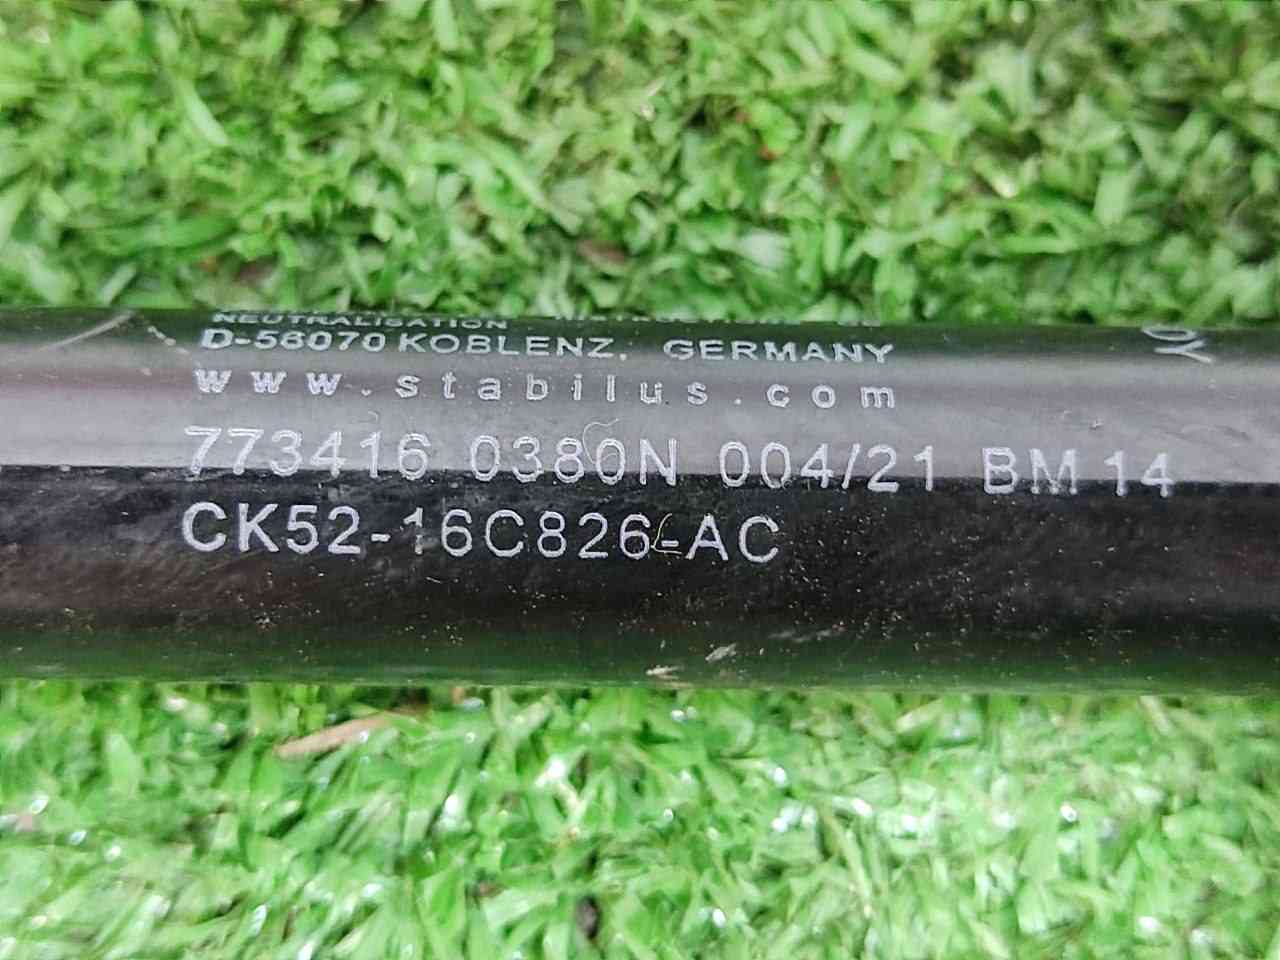 NEUTRALISATION
D-56070 KOBLENZ, GERMANY
www.stabilus.com
773416 0380N 004/21 BM 14
CK52-16C826-AC